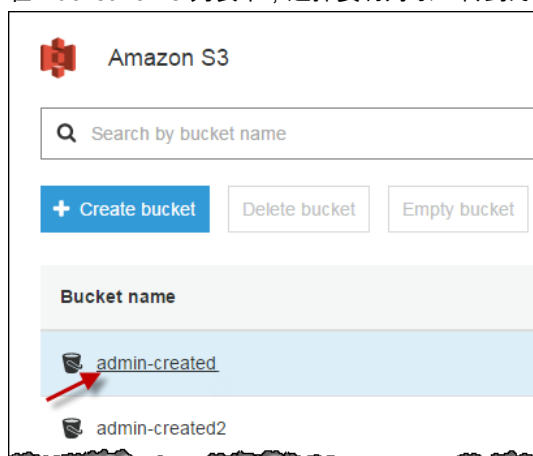 Amazon S3
Search by bucket name
+ Create bucket Delete bucket Empty bucket
Bucket name
admin-created
admin-created2